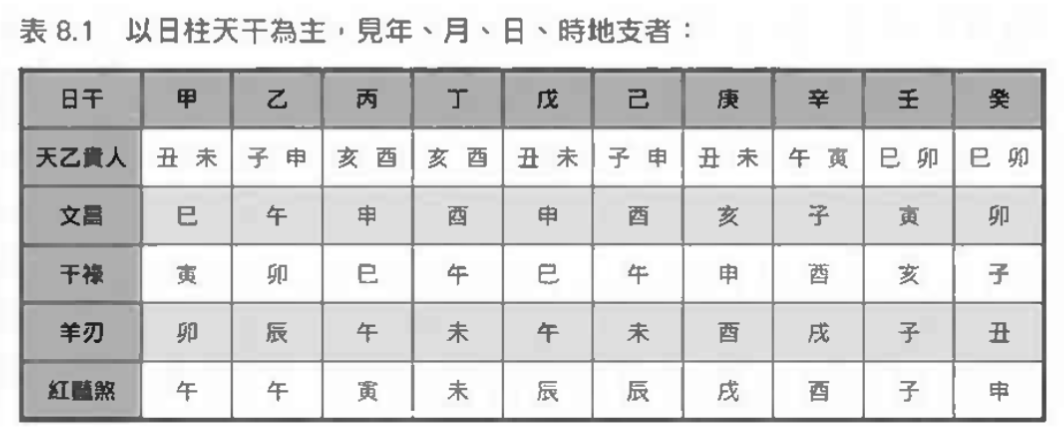 表 8.1 以日柱天干為主，見年、月、日、時地支者：
日干 甲 乙 丙 丁 戊 己 庚 辛 壬 癸
天乙貴人 丑 未 子 申 亥 酉 亥 酉 丑 未 子 申 丑 未 午 寅 巳 卯 巳 卯
文昌 巳 午 申 酉 申 酉 亥 子 寅 卯
干祿 寅 卯 巳 午 巳 午 申 酉 亥 子
羊刃 卯 辰 午 未 午 未 酉 戌 子 丑
紅豔煞 午 午 寅 未 辰 辰 戌 酉 子 申